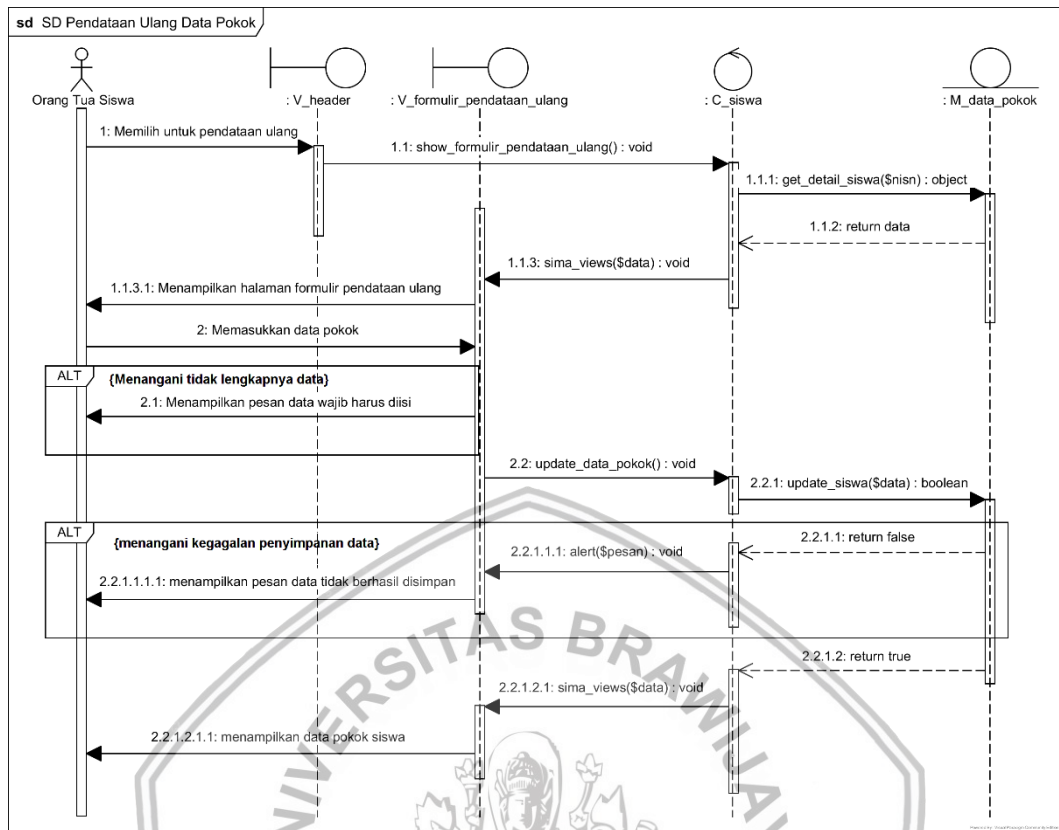 sd SD Pendataan Ulang Data Pokok
Orang Tua Siswa
: V_header
: V_formulir_pendataan_ulang
: C_siswa
: M_data_pokok
1: Memilih untuk pendataan ulang
1.1: show_formulir_pendataan_ulang() : void
1.1.1: get_detail_siswa($nisn) : object
1.1.2: return data
1.1.3: sima_views($data) : void
1.1.3.1: Menampilkan halaman formulir pendataan ulang
2: Memasukkan data pokok
ALT {Menangani tidak lengkapnya data}
2.1: Menampilkan pesan data wajib harus diisi
2.2: update_data_pokok() : void
2.2.1: update_siswa($data) : boolean
ALT {menangani kegagalan penyimpanan data}
2.2.1.1: return false
2.2.1.1.1: alert($pesan) : void
2.2.1.1.1.1: menampilkan pesan data tidak berhasil disimpan
2.2.1.2: return true
2.2.1.2.1: sima_views($data) : void
2.2.1.2.1.1: menampilkan data pokok siswa
UNIVERSITAS BRAWIJA